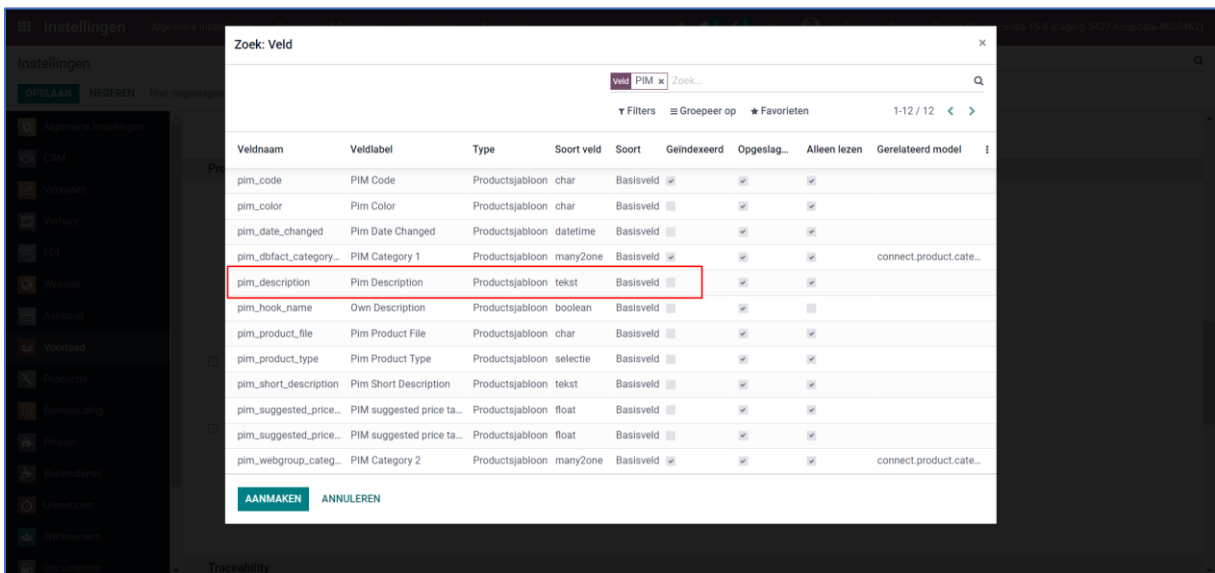 Instellingen Algemene instel
Zoek: Veld ×
Instellingen
Veld PIM × Zoek...
OPSLAAN NEGEREN Niet opgeslagen
Filters Groepeer op Favorieten 1-12 / 12 < >
Algemene instellingen
Veldnaam Veldlabel Type Soort veld Soort Geïndexeerd Opgeslag... Alleen lezen Gerelateerd model
CRM
Pro
pim_code PIM Code Productsjabloon char Basisveld
Verkopen
pim_color Pim Color Productsjabloon char Basisveld
Verhuur
pim_date_changed Pim Date Changed Productsjabloon datetime Basisveld
EDI
pim_dbfact_category... PIM Category 1 Productsjabloon many2one Basisveld connect.product.cate...
Website
pim_description Pim Description Productsjabloon tekst Basisveld
Aankoop
pim_hook_name Own Description Productsjabloon boolean Basisveld
pim_product_file Pim Product File Productsjabloon char Basisveld
Voorraad
pim_product_type Pim Product Type Productsjabloon selectie Basisveld
Productie
pim_short_description Pim Short Description Productsjabloon tekst Basisveld
Boekhouding
pim_suggested_price... PIM suggested price ta... Productsjabloon float Basisveld
pim_suggested_price... PIM suggested price ta... Productsjabloon float Basisveld
Project
pim_webgroup_categ... PIM Category 2 Productsjabloon many2one Basisveld connect.product.cate...
Buitendienst
AANMAKEN ANNULEREN
Urenstaten
Werknemers
Documenten
Traceability